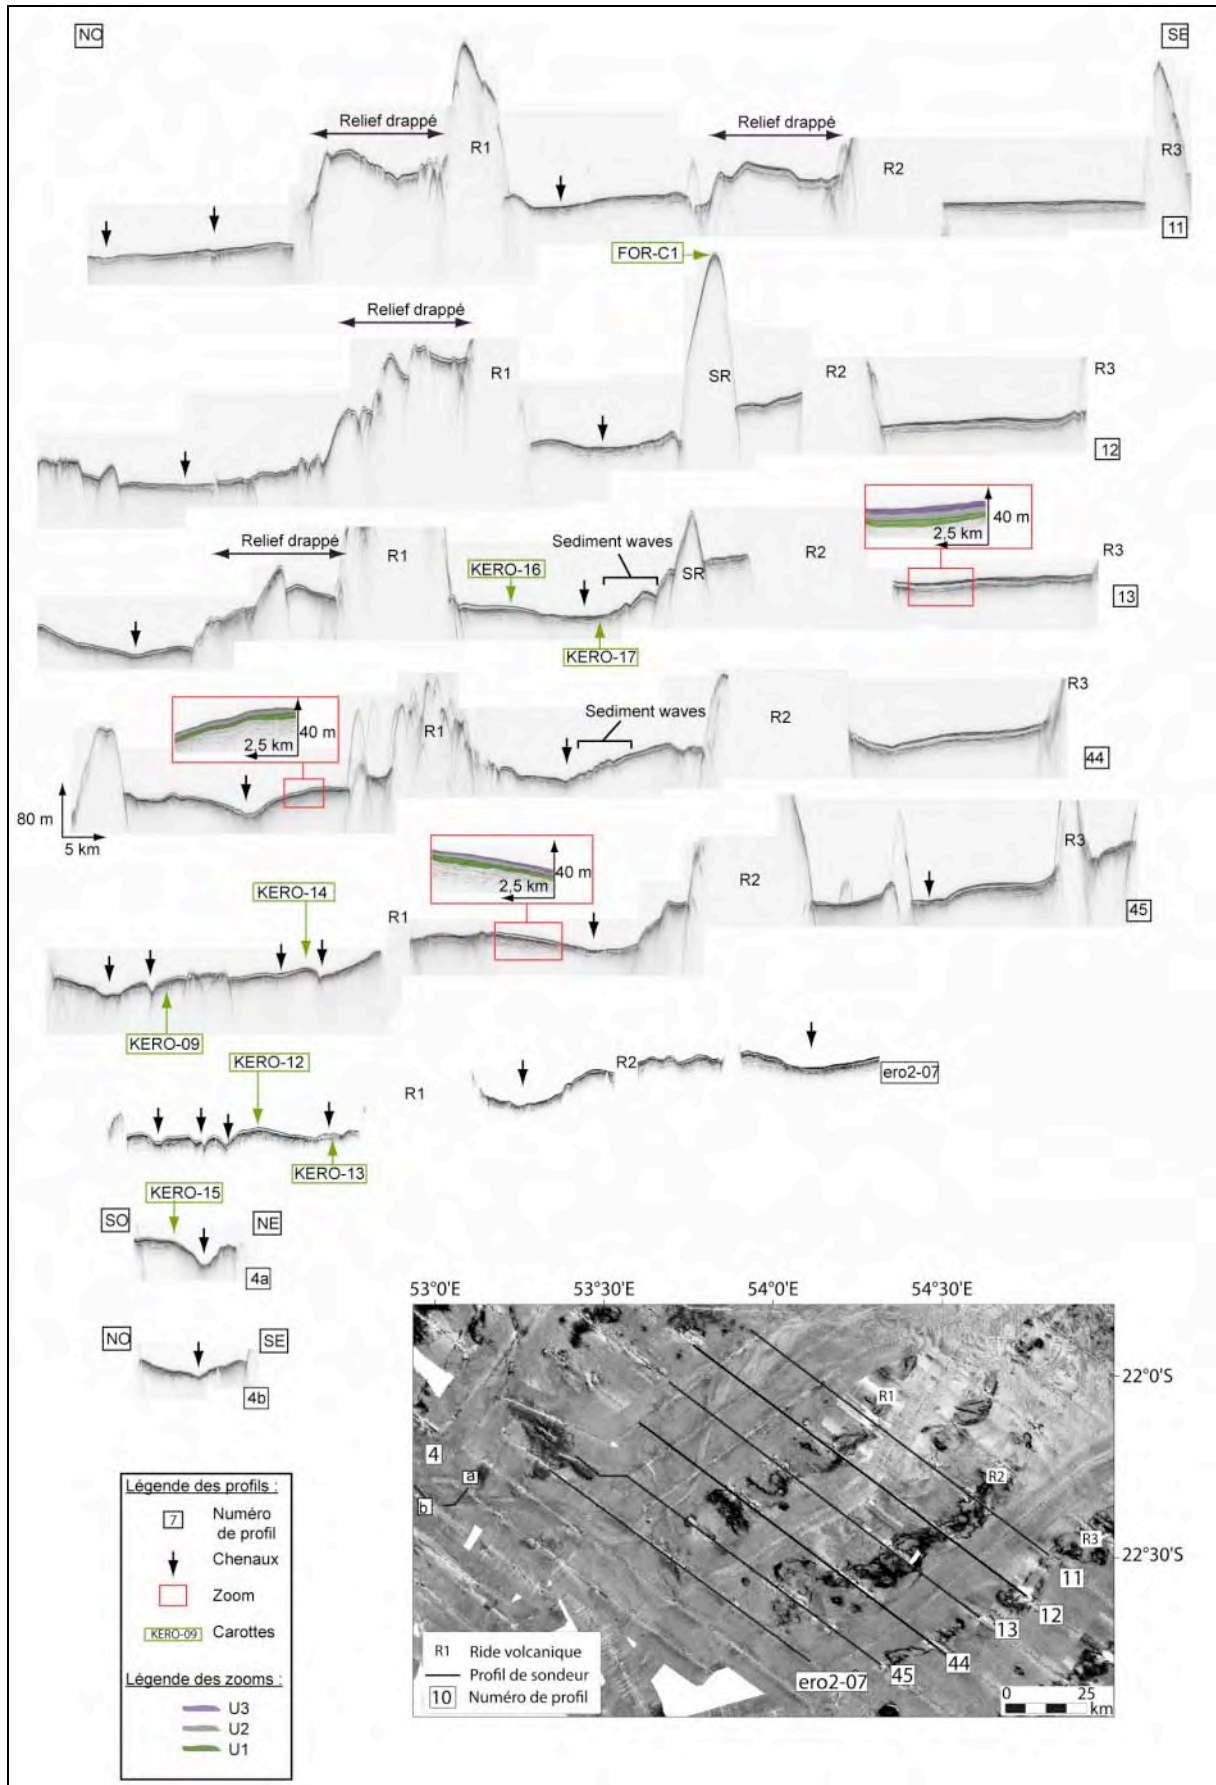 NO
SE
Relief drappé
Relief drappé
R1
R2
R3
11
FOR-C1
Relief drappé
R1
SR
R2
R3
12
Relief drappé
R1
KERO-16
Sediment waves
SR
R2
40 m
2,5 km
R3
13
KERO-17
40 m
2,5 km
R1
Sediment waves
R2
R3
44
80 m
5 km
KERO-14
R1
40 m
2,5 km
R2
R3
45
KERO-09
KERO-12
R1
R2
ero2-07
KERO-13
KERO-15
SO
NE
4a
NO
SE
4b
53°0'E
53°30'E
54°0'E
54°30'E
22°0'S
22°30'S
R1
R2
R3
4
a
b
11
12
13
44
45
ero2-07
R1 Ride volcanique
Profil de sondeur
10 Numéro de profil
0 25
km
Légende des profils :
7 Numéro
de profil
Chenaux
Zoom
KERO-09 Carottes
Légende des zooms :
U3
U2
U1